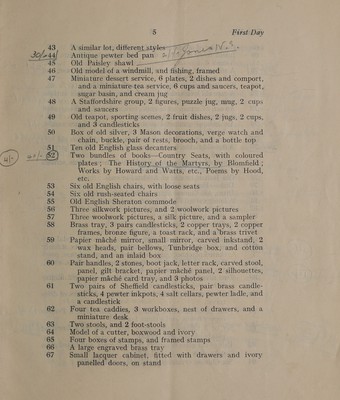 5 First Day
43 A similar lot, different styles
44 Antique pewter bed pan
45 Old Paisley shawl
46 Old model of a windmill, and fishing, framed
47 Miniature dessert service, 6 plates, 2 dishes and comport,
and a miniature tea service, 6 cups and saucers, teapot,
sugar basin, and cream jug
48 A Staffordshire group, 2 figures, puzzle jug, mug, 2 cups
and saucers
49 Old teapot, sporting scenes, 2 fruit dishes, 2 jugs, 2 cups,
and 3 candlesticks
50 Box of old silver, 3 Mason decorations, verge watch and
chain, buckle, pair of rests, brooch, and a bottle top
51 Ten old English glass decanters
52 Two bundles of books—Country Seats, with coloured
plates; The History of the Martyrs, by Blomfield;
Works by Howard and Watts, etc., Poems by Hood,
etc.
53 Six old English chairs, with loose seats
54 Six old rush-seated chairs
55 Old English Sheraton commode
56 Three silkwork pictures, and 2 woolwork pictures
57 Three woolwork pictures, a silk picture, and a sampler
58 Brass tray, 3 pairs candlesticks, 2 copper trays, 2 copper
frames, bronze figure, a toast rack, and a brass trivet
59 Papier mâché mirror, small mirror, carved inkstand, 2
wax heads, pair bellows, Tunbridge box, and cotton
stand, and an inlaid box
60 Pair handles, 2 stones, boot jack, letter rack, carved stool,
panel, gilt bracket, papier mâché panel, 2 silhouettes,
papier mâché card tray, and 3 photos
61 Two pairs of Sheffield candlesticks, pair brass candle-
sticks, 4 pewter inkpots, 4 salt cellars, pewter ladle, and
a candlestick
62 Four tea caddies, 3 workboxes, nest of drawers, and a
miniature desk
63 Two stools, and 2 foot-stools
64 Model of a cutter, boxwood and ivory
65 Four boxes of stamps, and framed stamps
66 A large engraved brass tray
67 Small lacquer cabinet, fitted with drawers and ivory
panelled doors, on stand